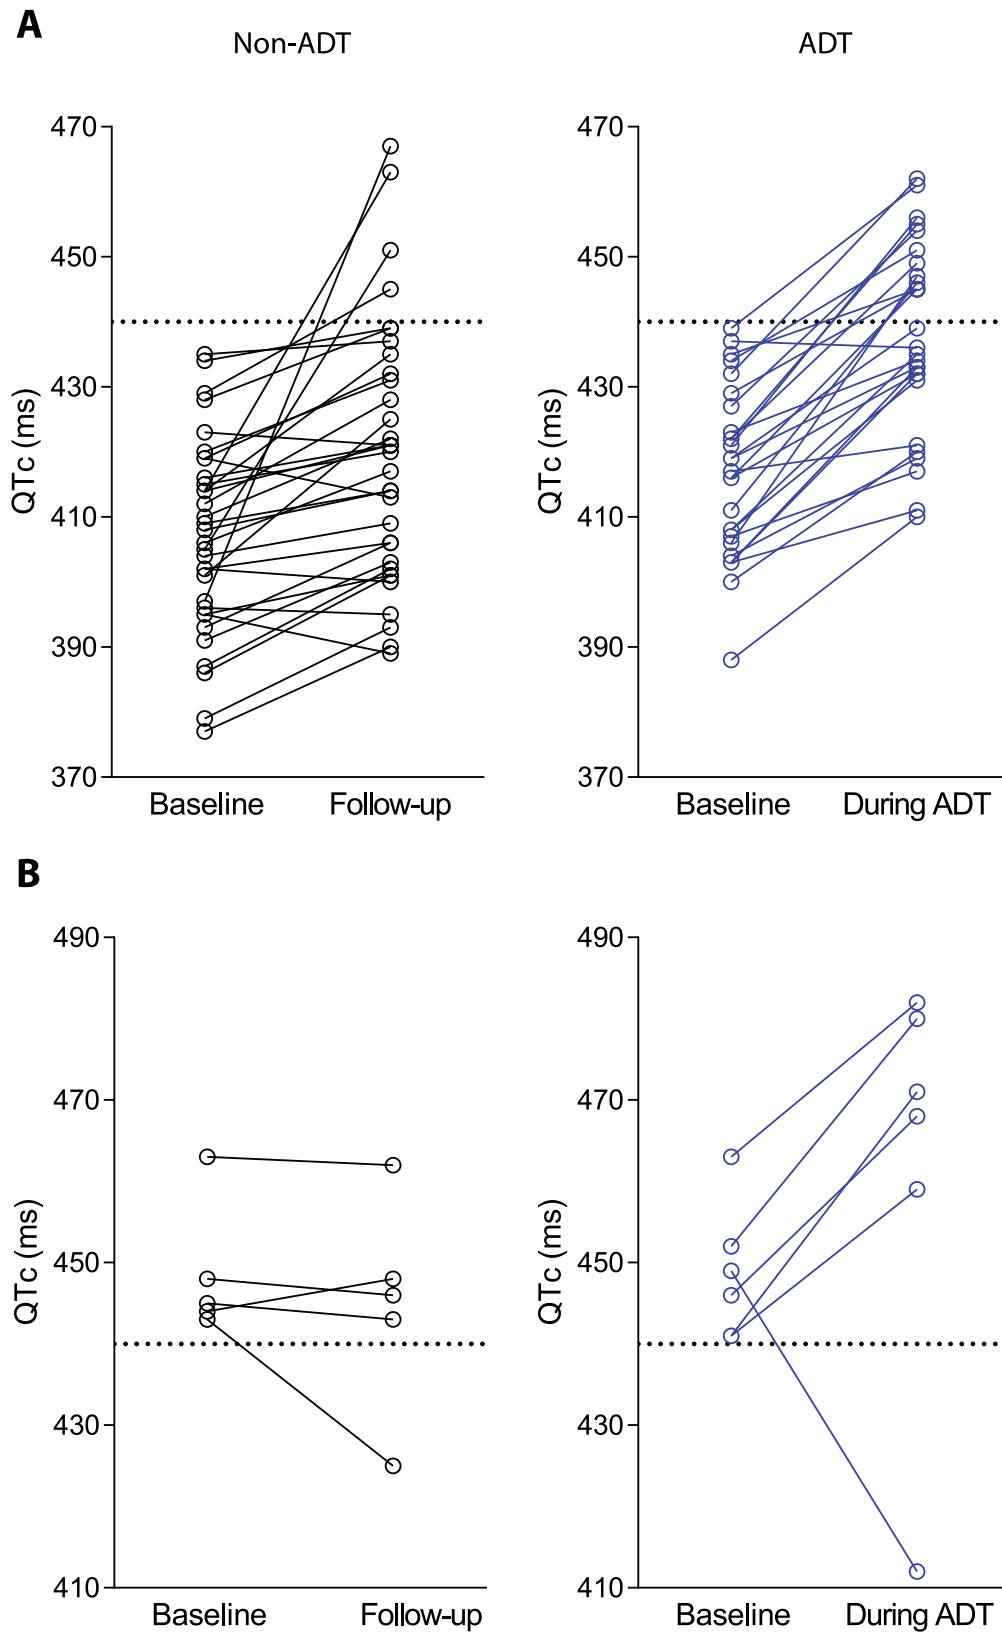 A
Non-ADT
ADT
470
450
430
410
390
370
QTc (ms)
Baseline
Follow-up
470
450
430
410
390
370
QTc (ms)
Baseline
During ADT
B
490
470
450
430
410
QTc (ms)
Baseline
Follow-up
490
470
450
430
410
QTc (ms)
Baseline
During ADT